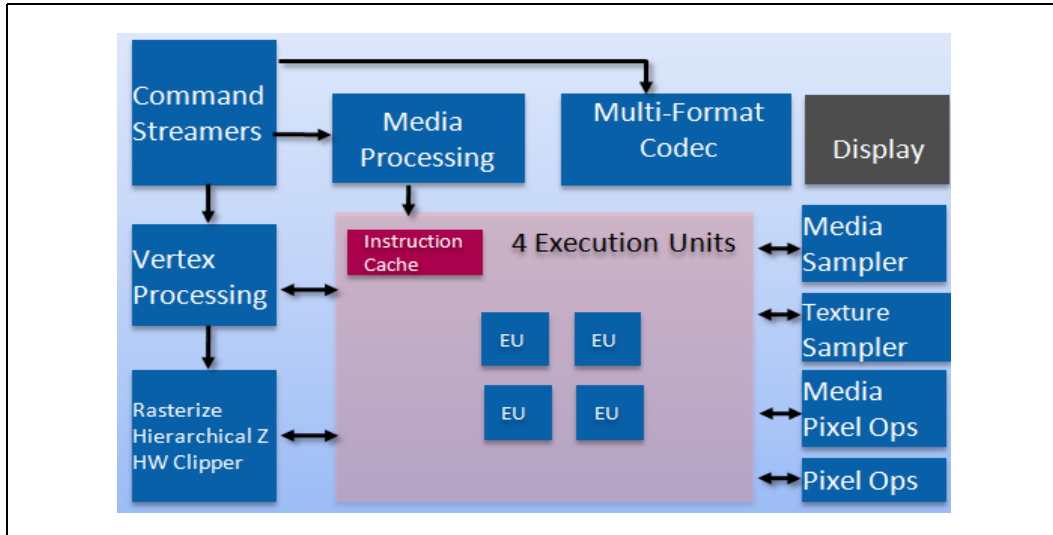 Command
Streamers
Media
Processing
Multi-Format
Codec
Display
Vertex
Processing
Instruction
Cache
4 Execution Units
Media
Sampler
EU
EU
Texture
Sampler
EU
EU
Rasterize
Hierarchical Z
HW Clipper
Media
Pixel Ops
Pixel Ops